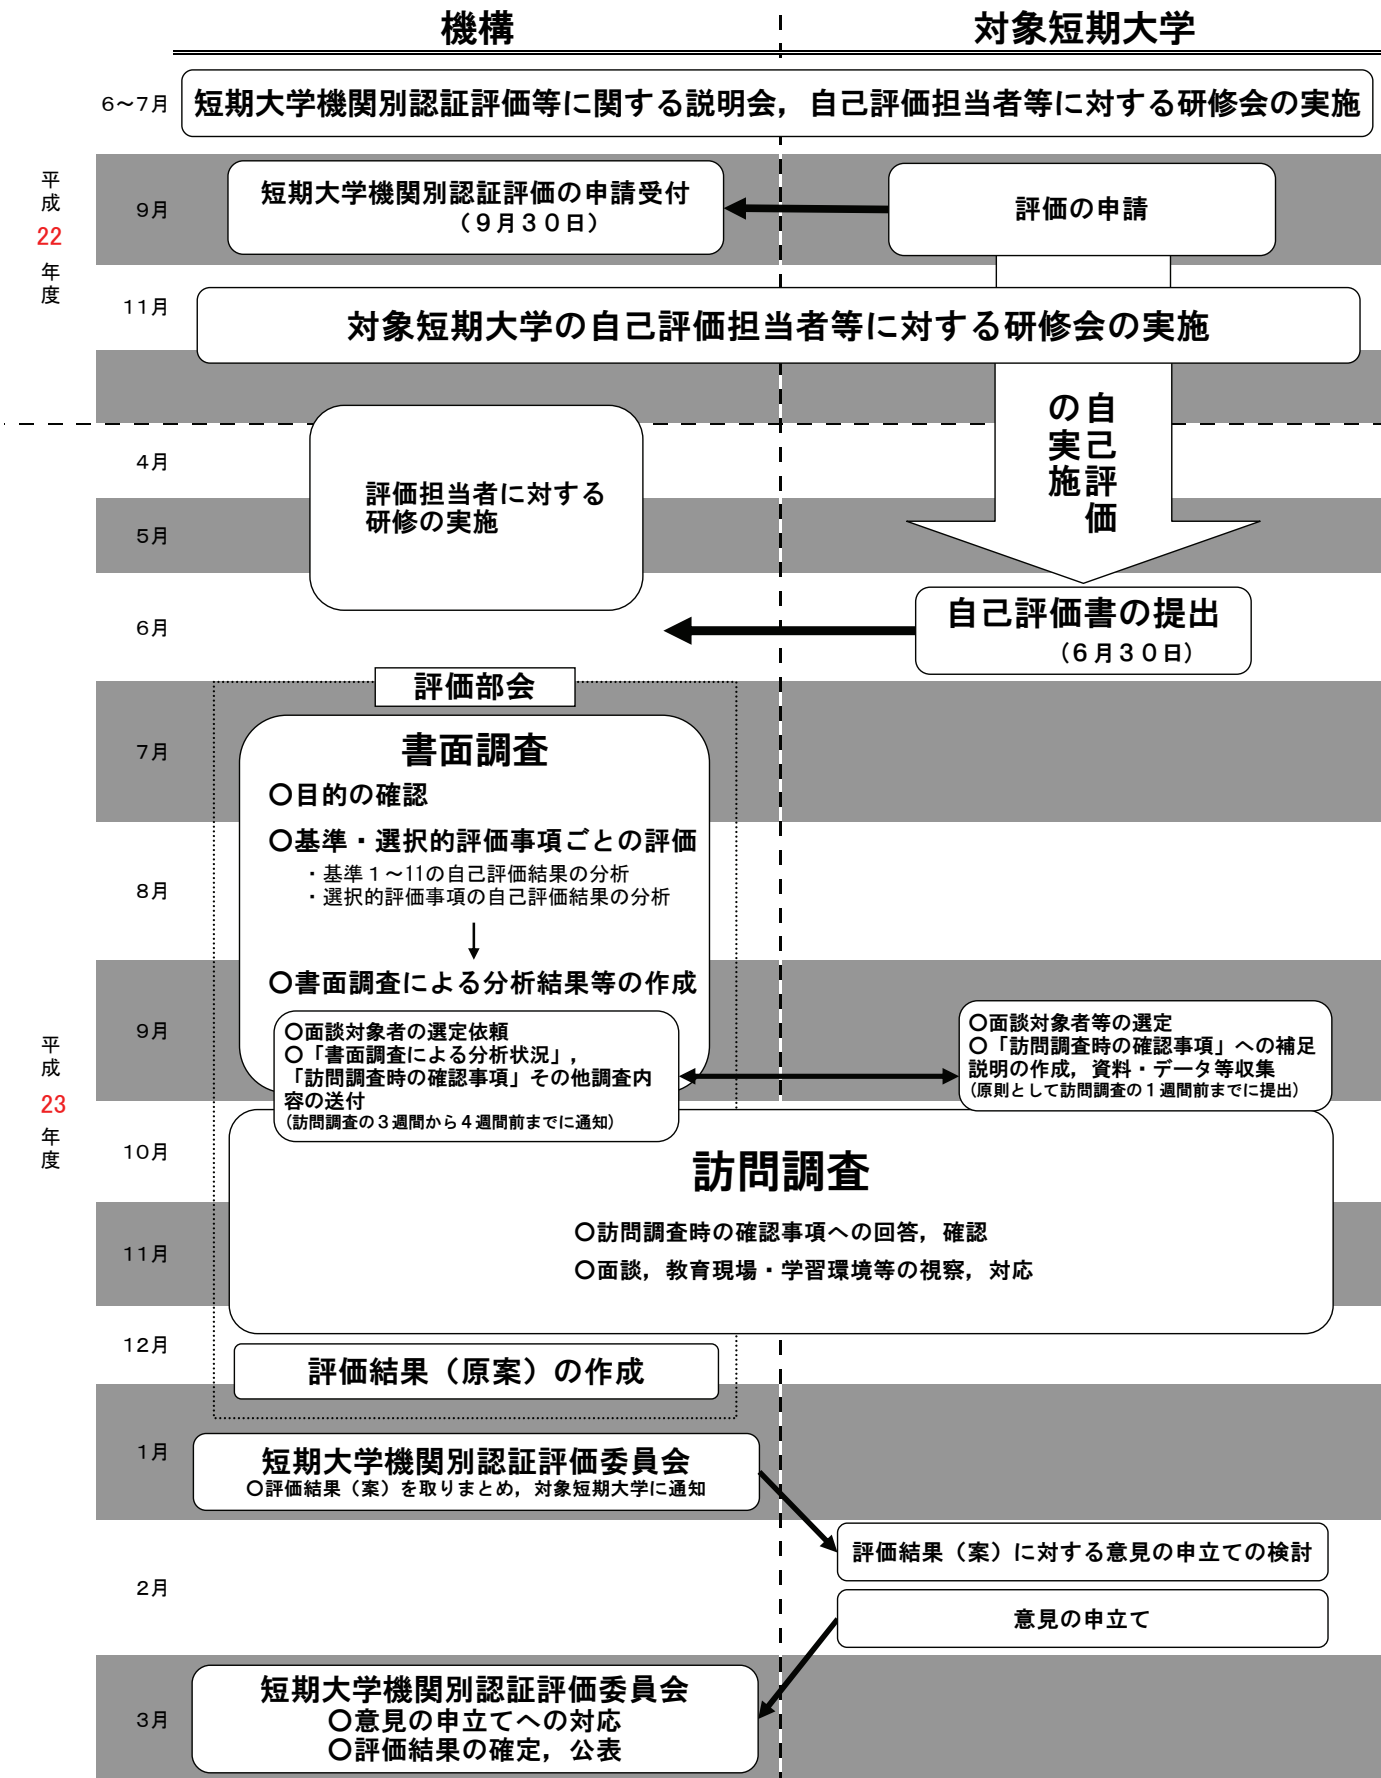 機構
対象短期大学
6～7月
短期大学機関別認証評価等に関する説明会，自己評価担当者等に対する研修会の実施
平成
22
年度
9月
短期大学機関別認証評価の申請受付
（９月３０日）
評価の申請
11月
対象短期大学の自己評価担当者等に対する研修会の実施
自己評価
の実施
4月
評価担当者に対する
研修の実施
5月
6月
自己評価書の提出
（６月３０日）
評価部会
7月
書面調査
○目的の確認
○基準・選択的評価事項ごとの評価
・基準１～11の自己評価結果の分析
・選択的評価事項の自己評価結果の分析
8月
○書面調査による分析結果等の作成
平成
23
年度
9月
○面談対象者の選定依頼
○「書面調査による分析状況」，
「訪問調査時の確認事項」その他調査内
容の送付
（訪問調査の３週間から４週間前までに通知）
○面談対象者等の選定
○「訪問調査時の確認事項」への補足
説明の作成，資料・データ等収集
（原則として訪問調査の１週間前までに提出）
10月
訪問調査
○訪問調査時の確認事項への回答，確認
11月
○面談，教育現場・学習環境等の視察，対応
12月
評価結果（原案）の作成
1月
短期大学機関別認証評価委員会
○評価結果（案）を取りまとめ，対象短期大学に通知
評価結果（案）に対する意見の申立ての検討
2月
意見の申立て
3月
短期大学機関別認証評価委員会
○意見の申立てへの対応
○評価結果の確定，公表